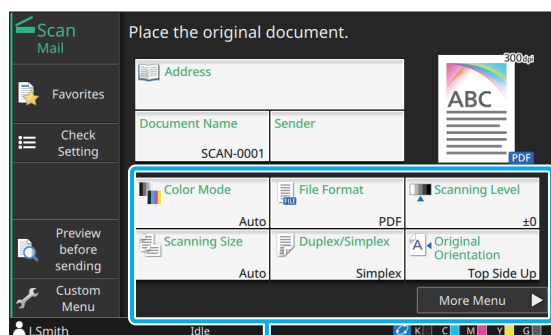 Scan
Mail
Place the original document.
300dpi
Address
ABC
PDF
Favorites
Document Name
Sender
SCAN-0001
Check
Setting
Color Mode
Auto
File Format
FILE
PDF
Scanning Level
±0
Scanning Size
Auto
Duplex/Simplex
Simplex
A
Original
Orientation
Top Side Up
Preview
before
sending
Custom
Menu
More Menu
J.Smith
Idle
K C M Y G